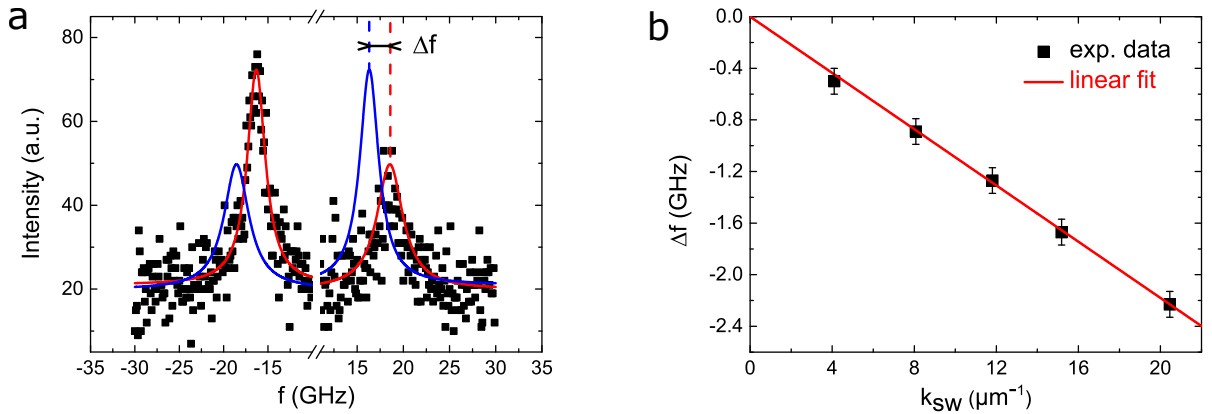 a
Intensity (a.u.)
80
60
40
20
Δf
-35
-25
-15
15
20
25
30
35
f (GHz)
b
Δf (GHz)
0.0
-0.4
-0.8
-1.2
-1.6
-2.0
-2.4
exp. data
linear fit
0
4
8
12
16
20
kSW (µm⁻¹)